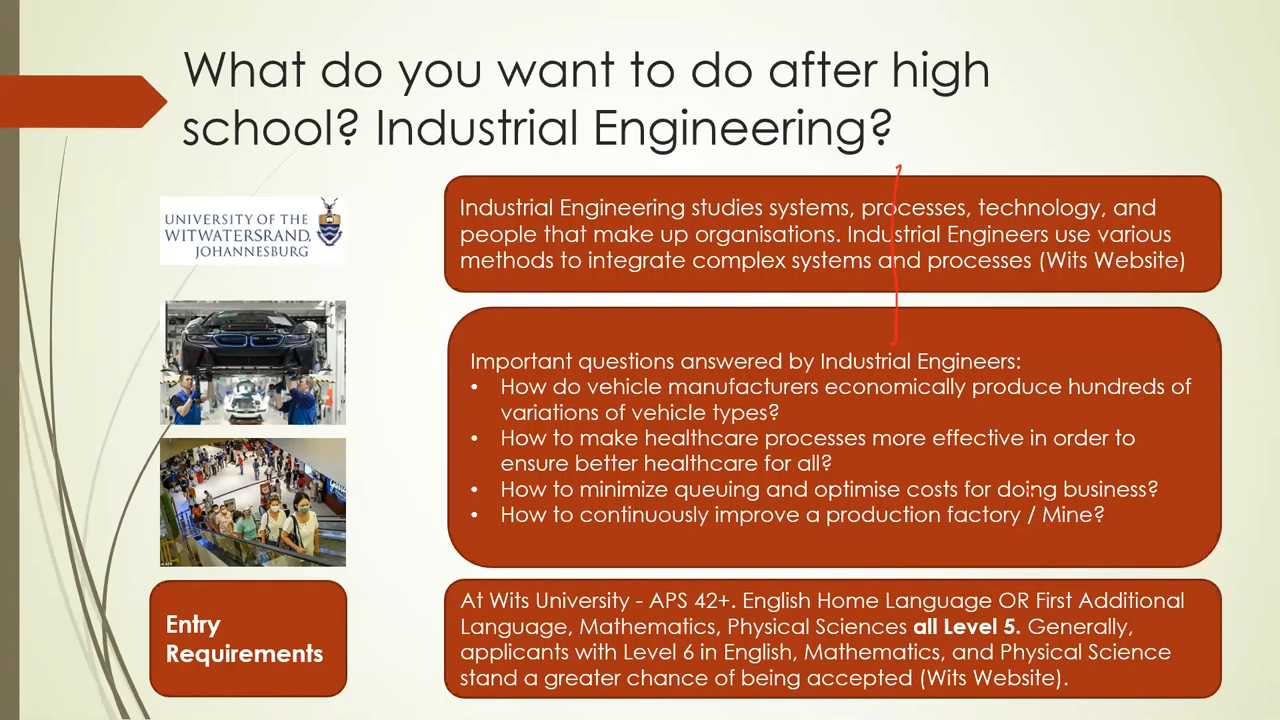 What do you want to do after high
school? Industrial Engineering?
UNIVERSITY OF THE
WITWATERSRAND,
JOHANNESBURG
Industrial Engineering studies systems, processes, technology, and
people that make up organisations. Industrial Engineers use various
methods to integrate complex systems and processes (Wits Website)
Important questions answered by Industrial Engineers:
• How do vehicle manufacturers economically produce hundreds of
variations of vehicle types?
• How to make healthcare processes more effective in order to
ensure better healthcare for all?
• How to minimize queuing and optimise costs for doing business?
• How to continuously improve a production factory / Mine?
Entry
Requirements
At Wits University - APS 42+. English Home Language OR First Additional
Language, Mathematics, Physical Sciences all Level 5. Generally,
applicants with Level 6 in English, Mathematics, and Physical Science
stand a greater chance of being accepted (Wits Website).